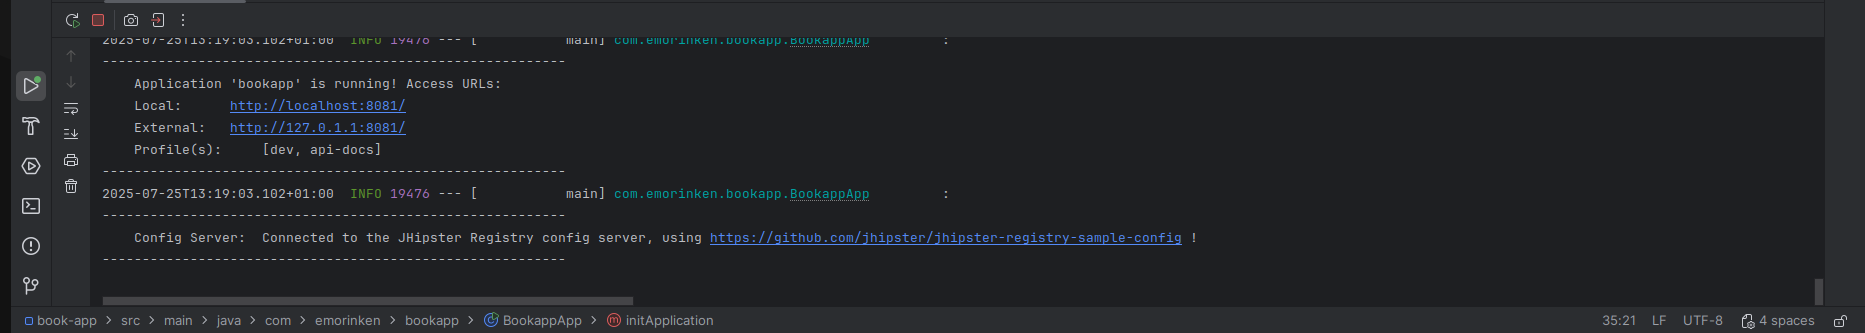 2025-07-25T13:19:03.102+01:00  INFO 19476 --- [           main] com.emorinken.bookapp.BookappApp         :
----------------------------------------------------------
    Application 'bookapp' is running! Access URLs:
    Local:      http://localhost:8081/
    External:   http://127.0.1.1:8081/
    Profile(s):     [dev, api-docs]
----------------------------------------------------------
2025-07-25T13:19:03.102+01:00  INFO 19476 --- [           main] com.emorinken.bookapp.BookappApp         :
----------------------------------------------------------
    Config Server:  Connected to the JHipster Registry config server, using https://github.com/jhipster/jhipster-registry-sample-config !
----------------------------------------------------------
book-app > src > main > java > com > emorinken > bookapp > BookappApp > initApplication 35:21 LF UTF-8 4 spaces